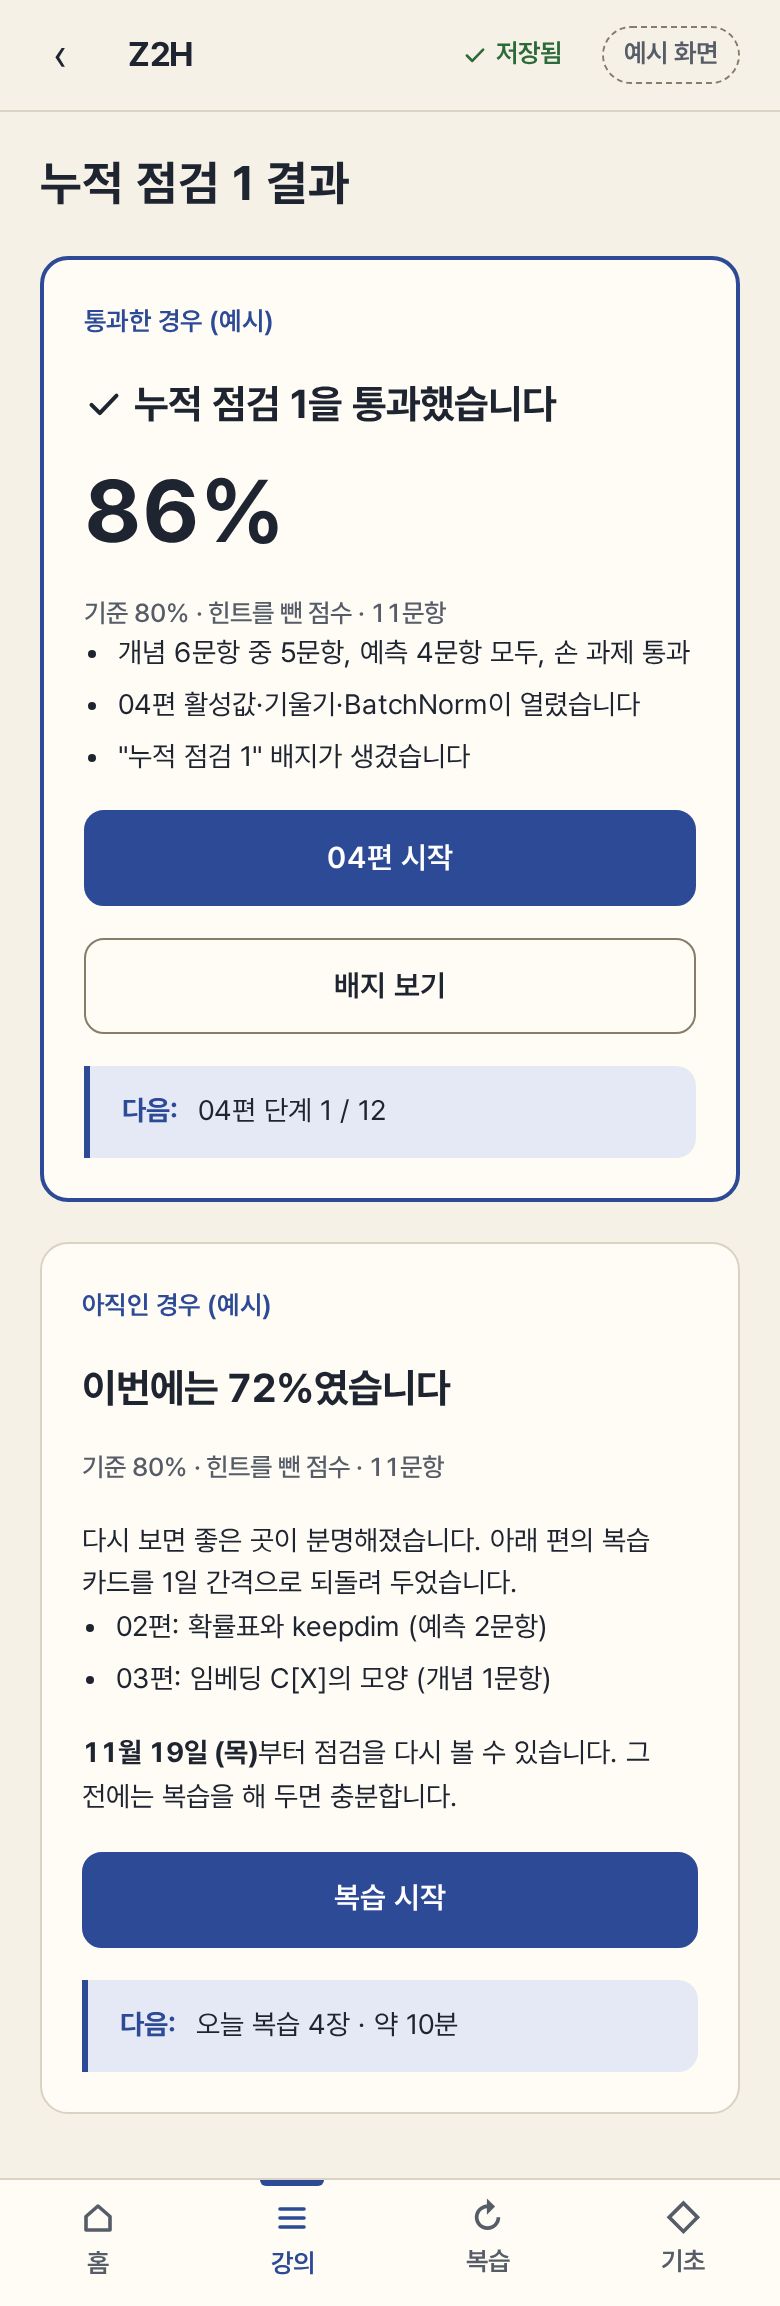 ‹ Z2H ✓ 저장됨 예시 화면
누적 점검 1 결과
통과한 경우 (예시)
✓ 누적 점검 1을 통과했습니다
86%
기준 80% · 힌트를 뺀 점수 · 11문항
• 개념 6문항 중 5문항, 예측 4문항 모두, 손 과제 통과
• 04편 활성값·기울기·BatchNorm이 열렸습니다
• "누적 점검 1" 배지가 생겼습니다
04편 시작
배지 보기
다음: 04편 단계 1 / 12
아직인 경우 (예시)
이번에는 72%였습니다
기준 80% · 힌트를 뺀 점수 · 11문항
다시 보면 좋은 곳이 분명해졌습니다. 아래 편의 복습
카드를 1일 간격으로 되돌려 두었습니다.
• 02편: 확률표와 keepdim (예측 2문항)
• 03편: 임베딩 C[X]의 모양 (개념 1문항)
11월 19일 (목)부터 점검을 다시 볼 수 있습니다. 그
전에는 복습을 해 두면 충분합니다.
복습 시작
다음: 오늘 복습 4장 · 약 10분
홈 강의 복습 기초